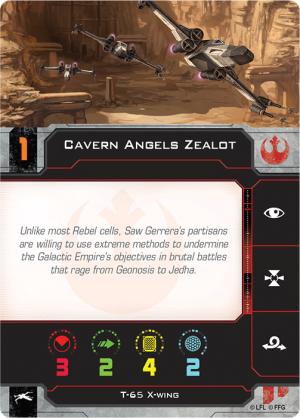 1
CAVERN ANGELS ZEALOT
Unlike most Rebel cells, Saw Gerrera's partisans
are willing to use extreme methods to undermine
the Galactic Empire's objectives in brutal battles
that rage from Geonosis to Jedha.
3 2 4 2
T-65 X-WING
© LFL © FFG